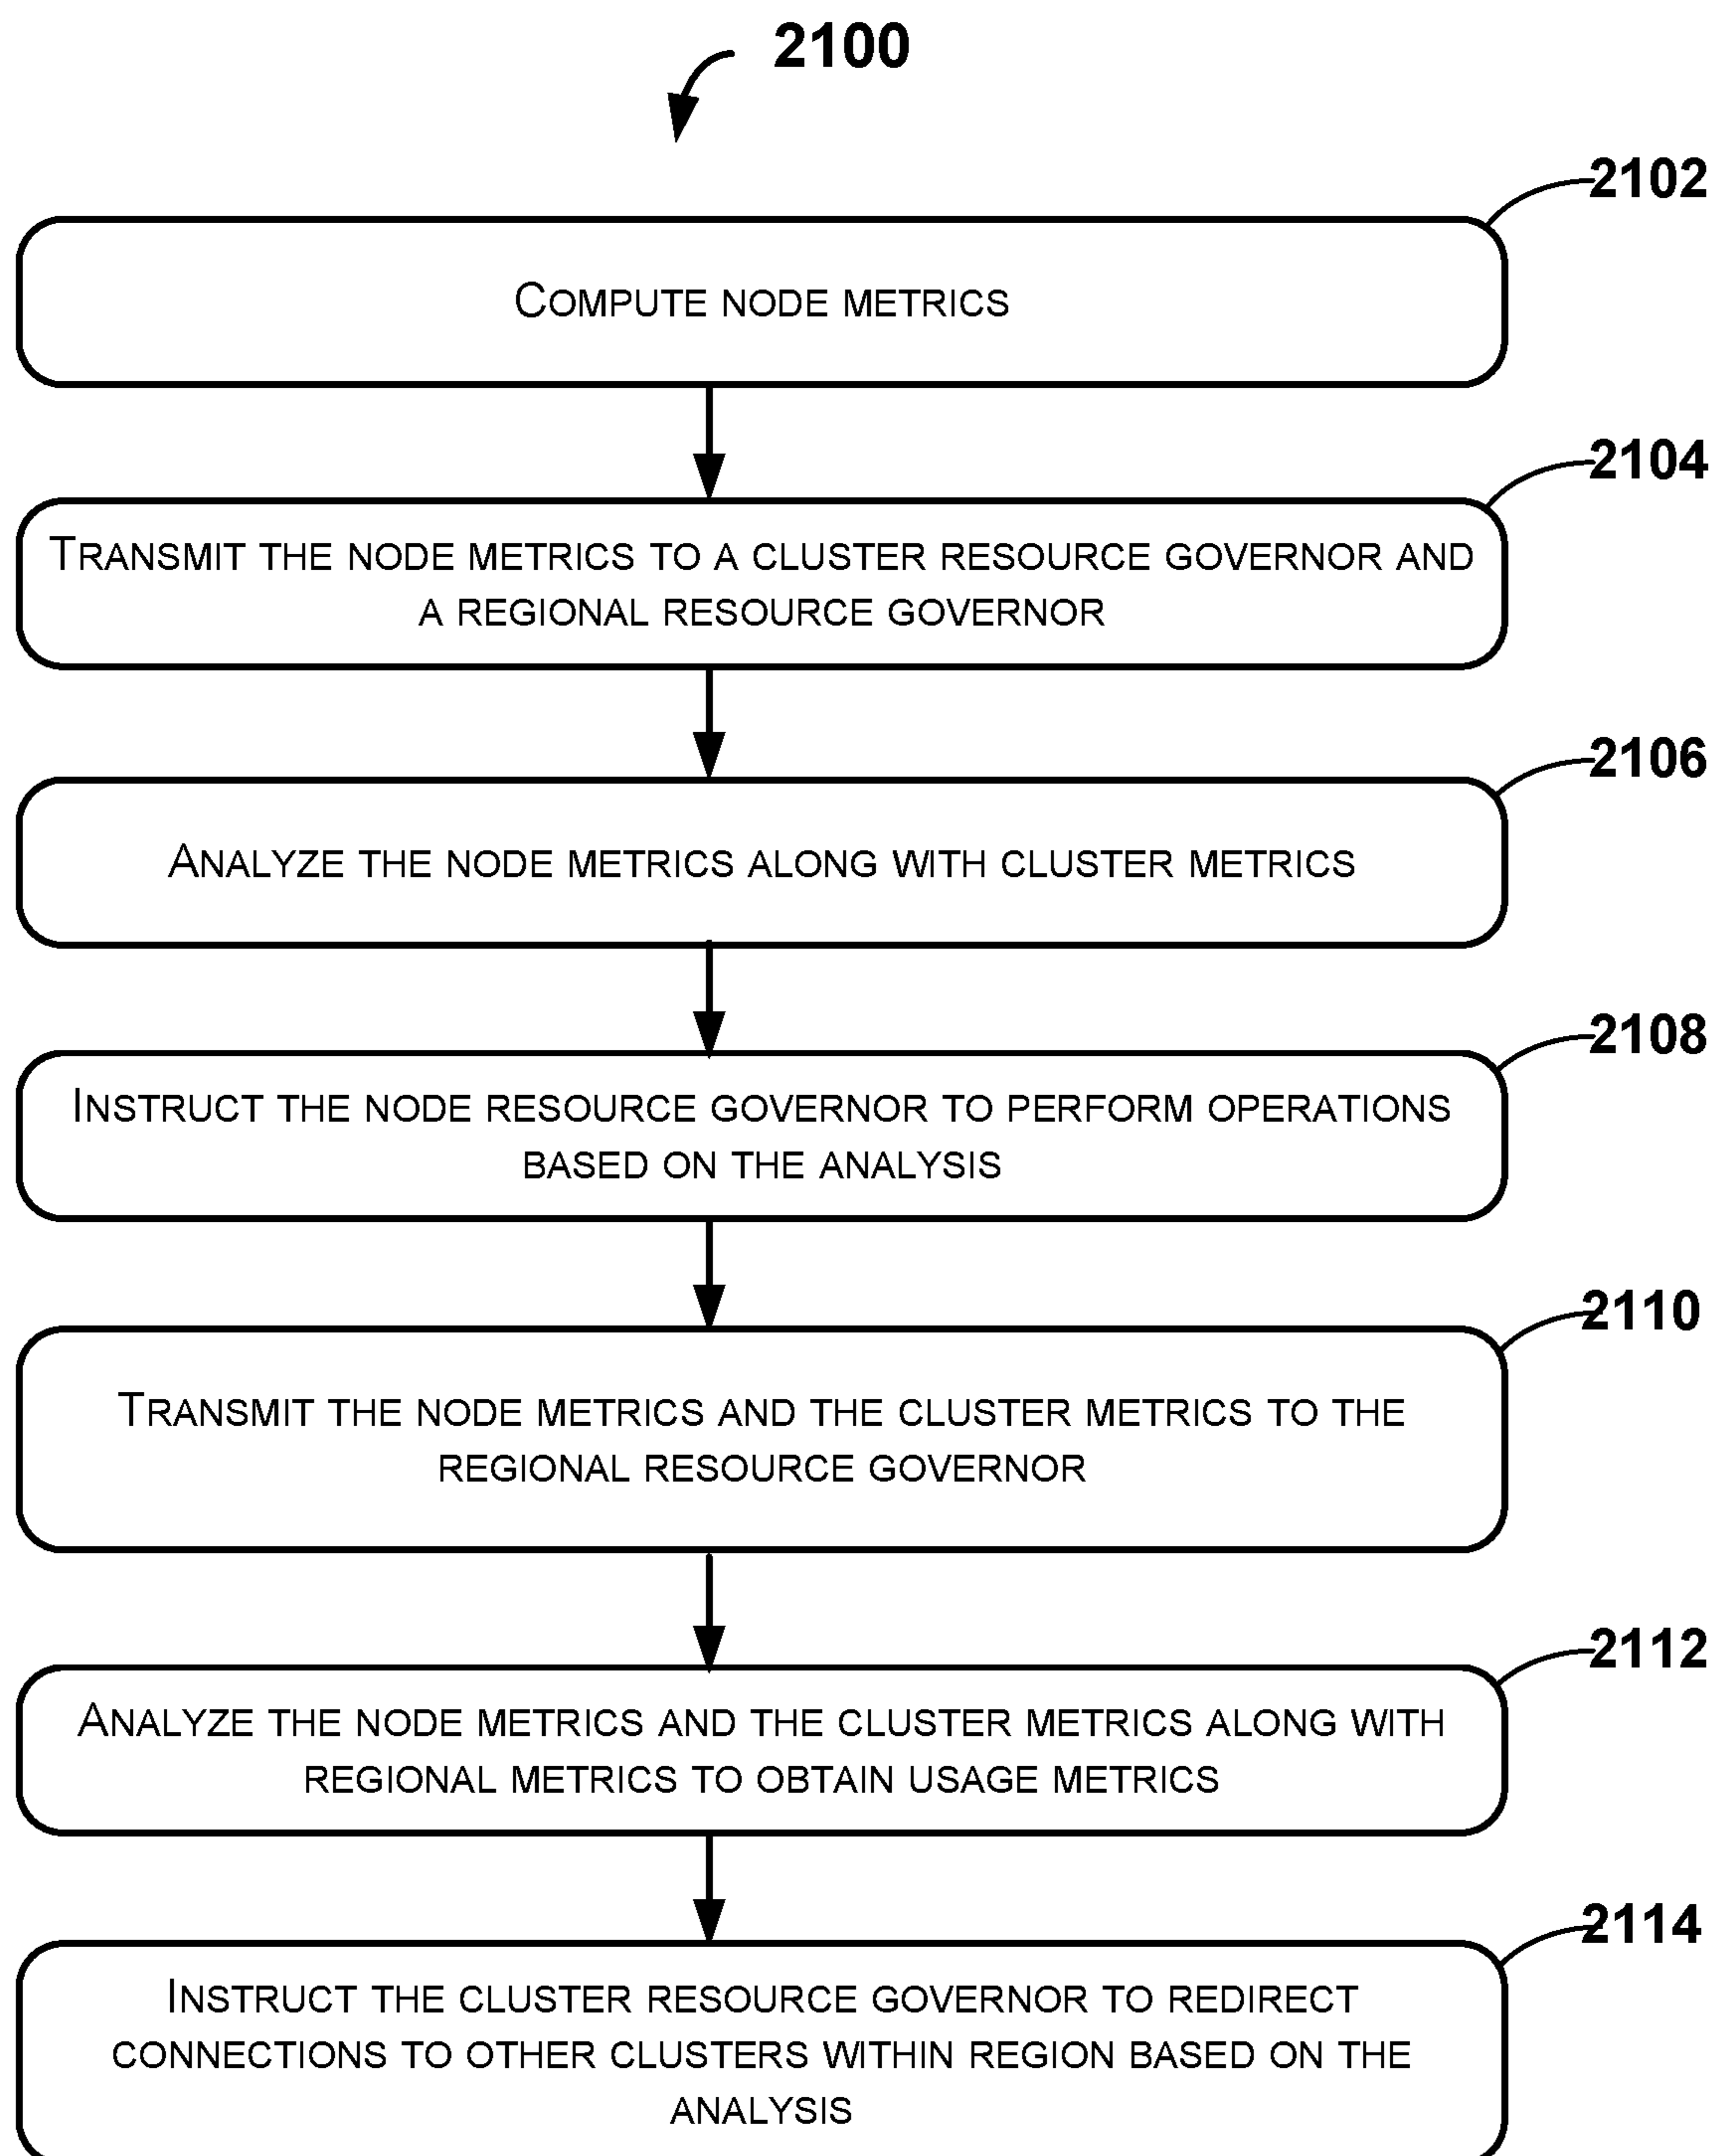 2100
2102
COMPUTE NODE METRICS
2104
TRANSMIT THE NODE METRICS TO A CLUSTER RESOURCE GOVERNOR AND
A REGIONAL RESOURCE GOVERNOR
2106
ANALYZE THE NODE METRICS ALONG WITH CLUSTER METRICS
2108
INSTRUCT THE NODE RESOURCE GOVERNOR TO PERFORM OPERATIONS
BASED ON THE ANALYSIS
2110
TRANSMIT THE NODE METRICS AND THE CLUSTER METRICS TO THE
REGIONAL RESOURCE GOVERNOR
2112
ANALYZE THE NODE METRICS AND THE CLUSTER METRICS ALONG WITH
REGIONAL METRICS TO OBTAIN USAGE METRICS
2114
INSTRUCT THE CLUSTER RESOURCE GOVERNOR TO REDIRECT
CONNECTIONS TO OTHER CLUSTERS WITHIN REGION BASED ON THE
ANALYSIS